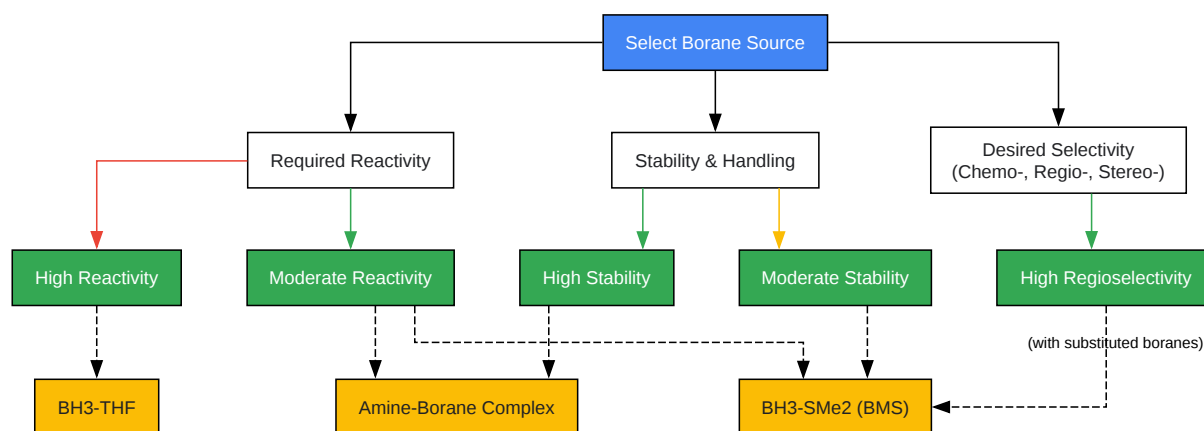 Select Borane Source
Required Reactivity
Stability & Handling
Desired Selectivity
(Chemo-, Regio-, Stereo-)
High Reactivity
Moderate Reactivity
High Stability
Moderate Stability
High Regioselectivity
(with substituted boranes)
BH3-THF
Amine-Borane Complex
BH3-SMe2 (BMS)